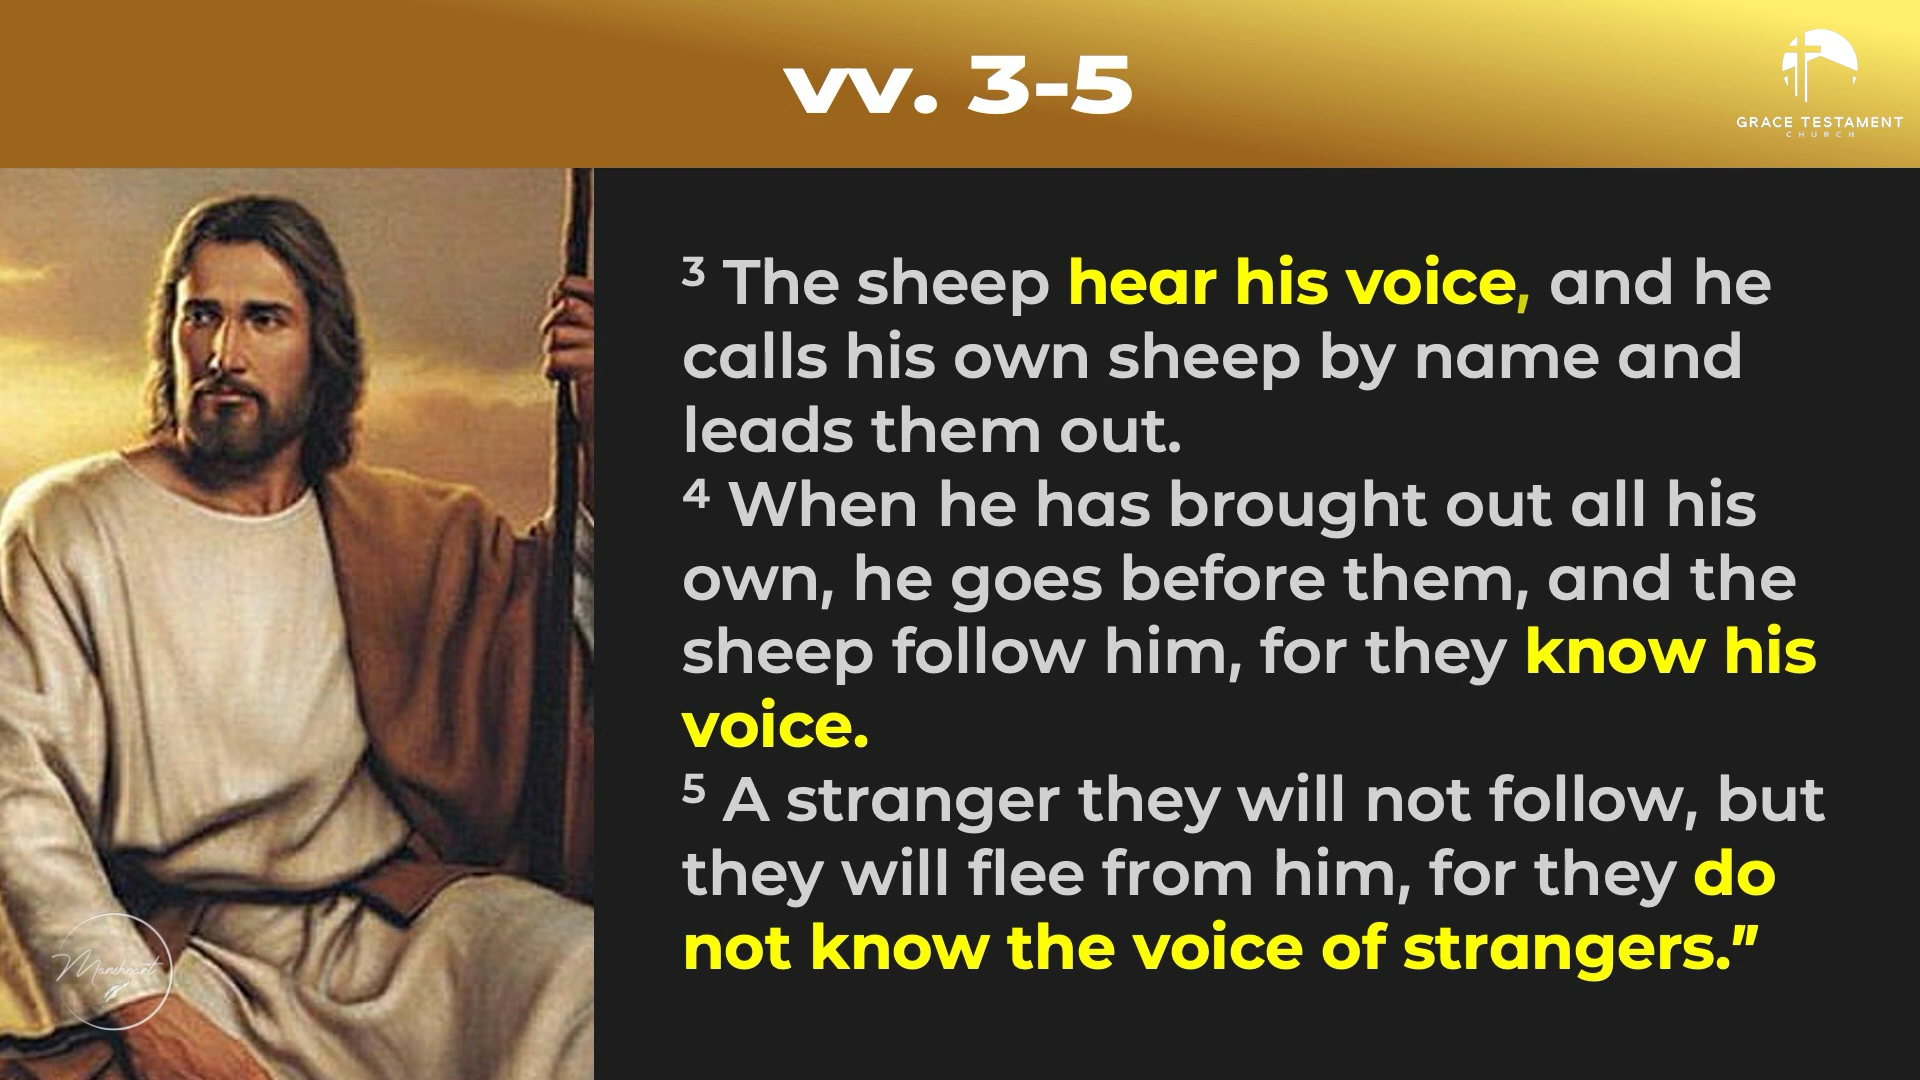 vv. 3-5
GRACE TESTAMENT
CHURCH
³ The sheep hear his voice, and he
calls his own sheep by name and
leads them out.
⁴ When he has brought out all his
own, he goes before them, and the
sheep follow him, for they know his
voice.
⁵ A stranger they will not follow, but
they will flee from him, for they do
not know the voice of strangers.”